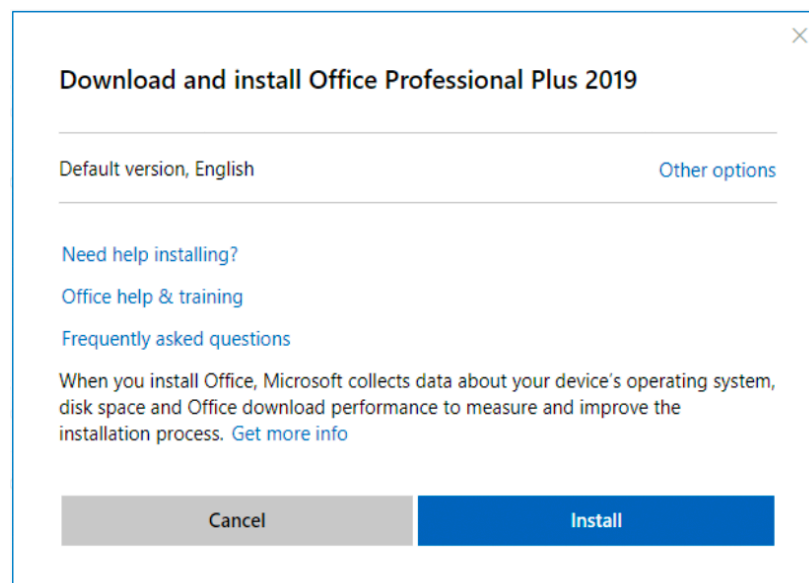 Download and install Office Professional Plus 2019
Default version, English
Other options
Need help installing?
Office help & training
Frequently asked questions
When you install Office, Microsoft collects data about your device's operating system,
disk space and Office download performance to measure and improve the
installation process. Get more info
Cancel
Install